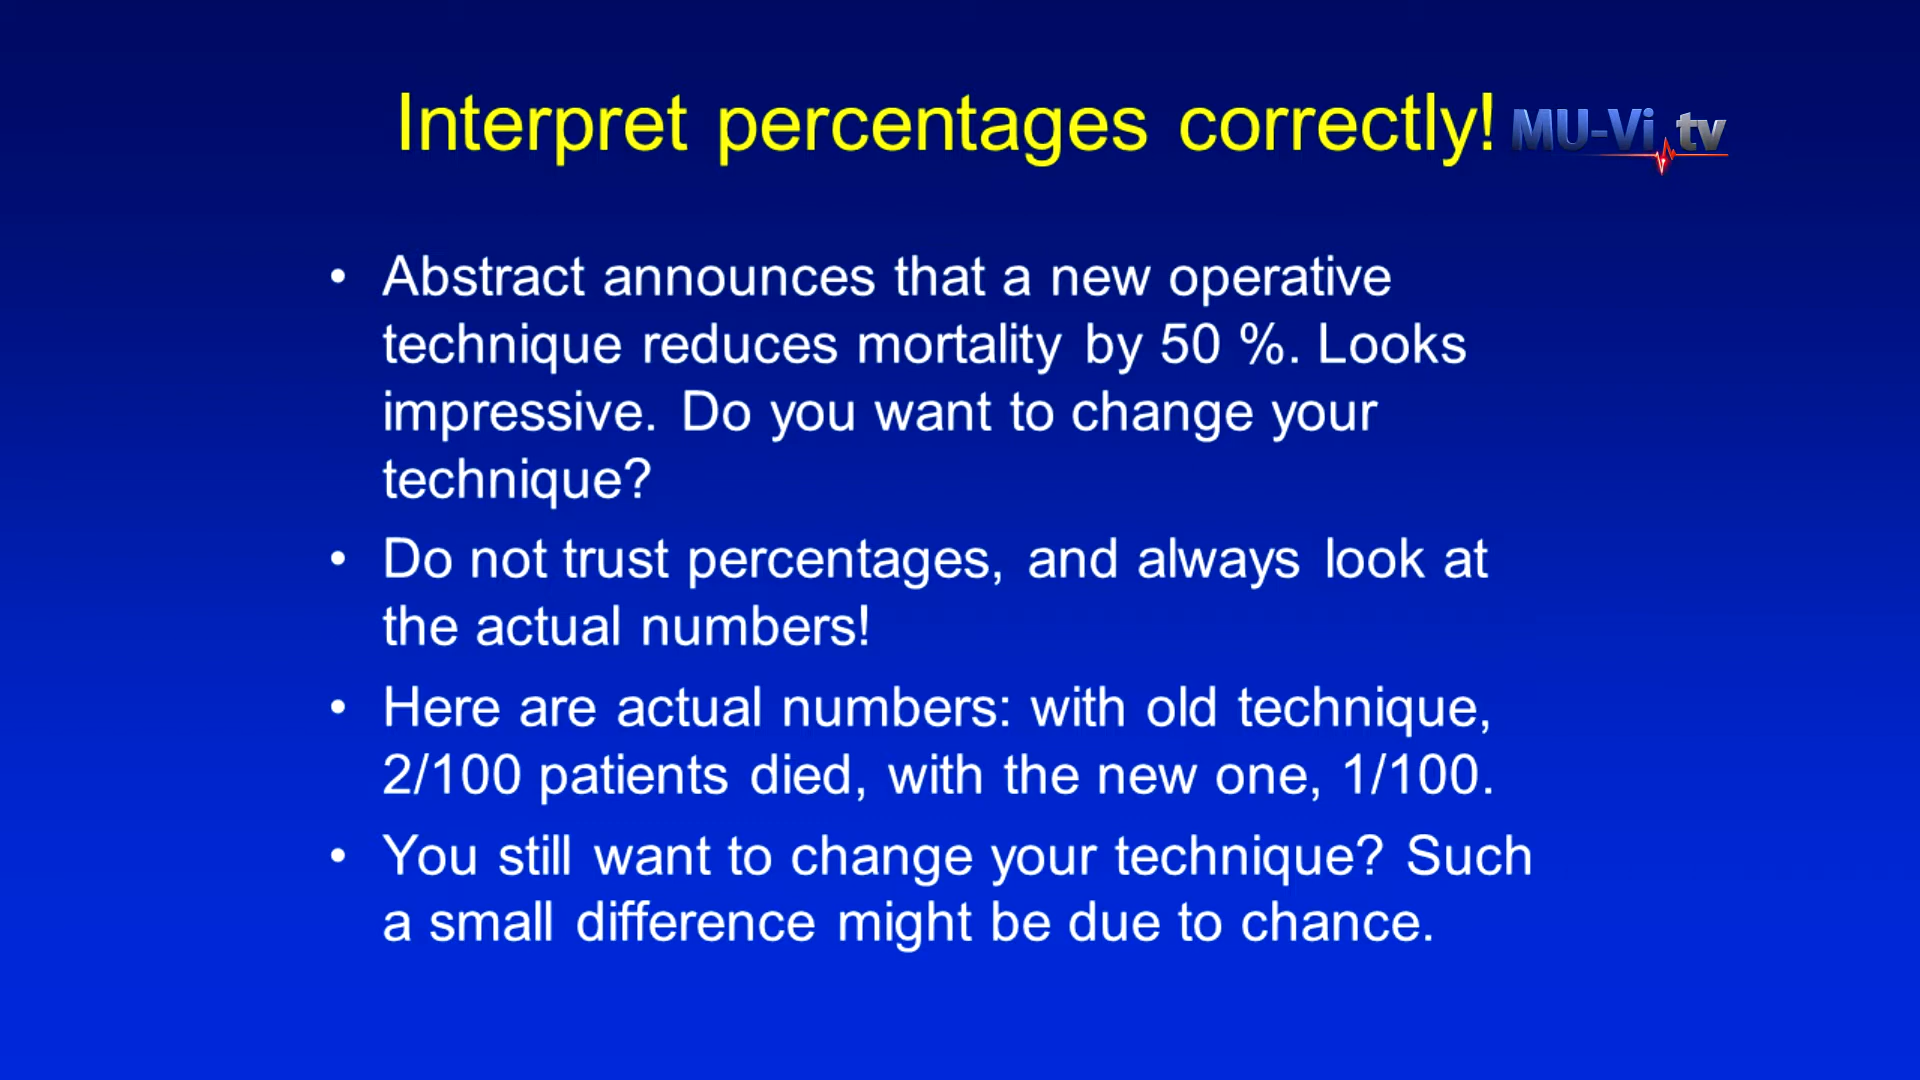 Interpret percentages correctly!
MU-Vi.tv
• Abstract announces that a new operative
technique reduces mortality by 50 %. Looks
impressive. Do you want to change your
technique?
• Do not trust percentages, and always look at
the actual numbers!
• Here are actual numbers: with old technique,
2/100 patients died, with the new one, 1/100.
• You still want to change your technique? Such
a small difference might be due to chance.